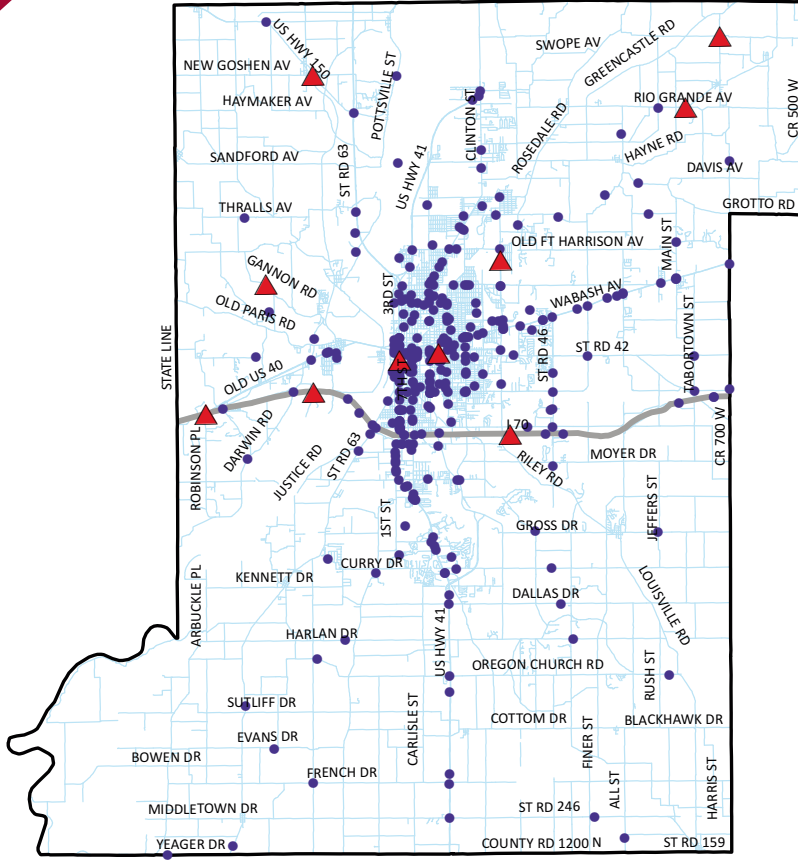 US HWY 150
SWOPE AV
GREENCASTLE RD
NEW GOSHEN AV
POTTSVILLE ST
HAYMAKER AV
CLINTON ST
RIO GRANDE AV
CR 500 W
ROSEDALE RD
HAYNE RD
SANDFORD AV
ST RD 63
US HWY 41
DAVIS AV
THRALLS AV
GROTTO RD
OLD FT HARRISON AV
MAIN ST
GANNON RD
3RD ST
WABASH AV
OLD PARIS RD
STATE LINE
ST RD 46
ST RD 42
TABORTOWN ST
OLD US 40
7TH ST
I 70
CR 700 W
ROBINSON PL
DARWIN RD
JUSTICE RD
ST RD 63
MOYER DR
RILEY RD
1ST ST
GROSS DR
JEFFERS ST
CURRY DR
KENNETT DR
ARBUCKLE PL
DALLAS DR
LOUISVILLE RD
HARLAN DR
US HWY 41
OREGON CHURCH RD
RUSH ST
SUTLIFF DR
CARLISLE ST
COTTOM DR
BLACKHAWK DR
EVANS DR
FINER ST
BOWEN DR
FRENCH DR
ALL ST
HARRIS ST
MIDDLETOWN DR
ST RD 246
YEAGER DR
COUNTY RD 1200 N
ST RD 159